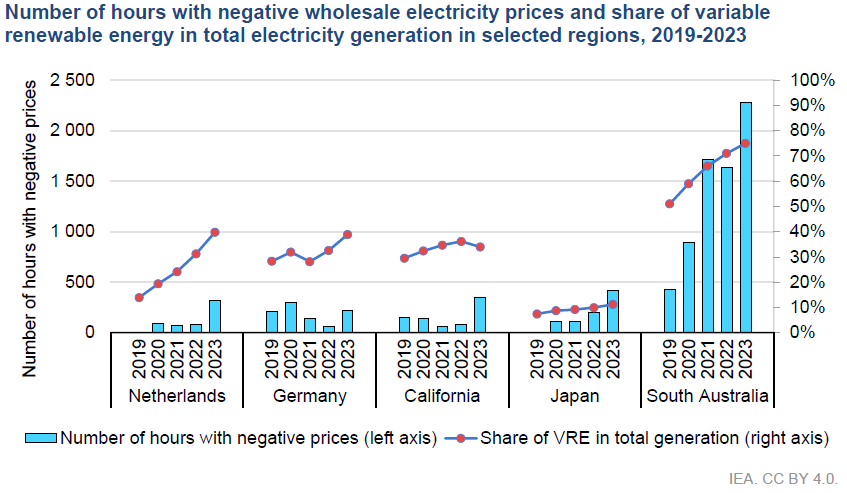 Number of hours with negative wholesale electricity prices and share of variable
renewable energy in total electricity generation in selected regions, 2019-2023
Number of hours with negative prices
2 500
2 000
1 500
1 000
500
0
100%
90%
80%
70%
60%
50%
40%
30%
20%
10%
0%
2019 2020 2021 2022 2023 2019 2020 2021 2022 2023 2019 2020 2021 2022 2023 2019 2020 2021 2022 2023 2019 2020 2021 2022 2023
Netherlands Germany California Japan South Australia
Number of hours with negative prices (left axis) Share of VRE in total generation (right axis)
IEA. CC BY 4.0.